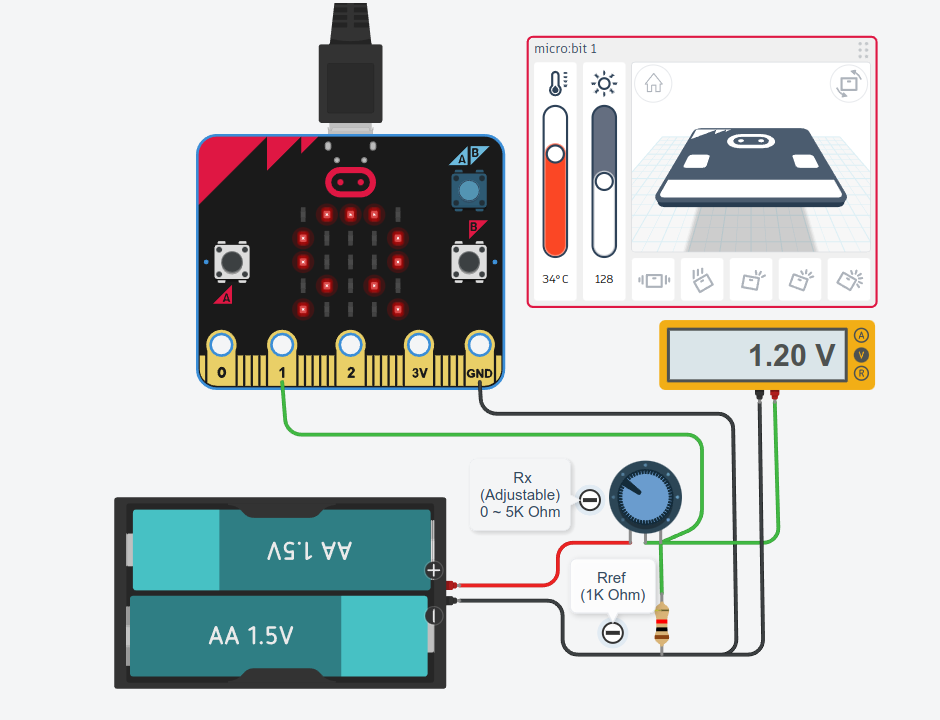 micro:bit 1
A B
B
A
34°C
128
0
1
2
3V
GND
1.20 V
A
V
R
Rx
(Adjustable)
0 ~ 5K Ohm
AA 1.5V
+
Rref
(1K Ohm)
AA 1.5V